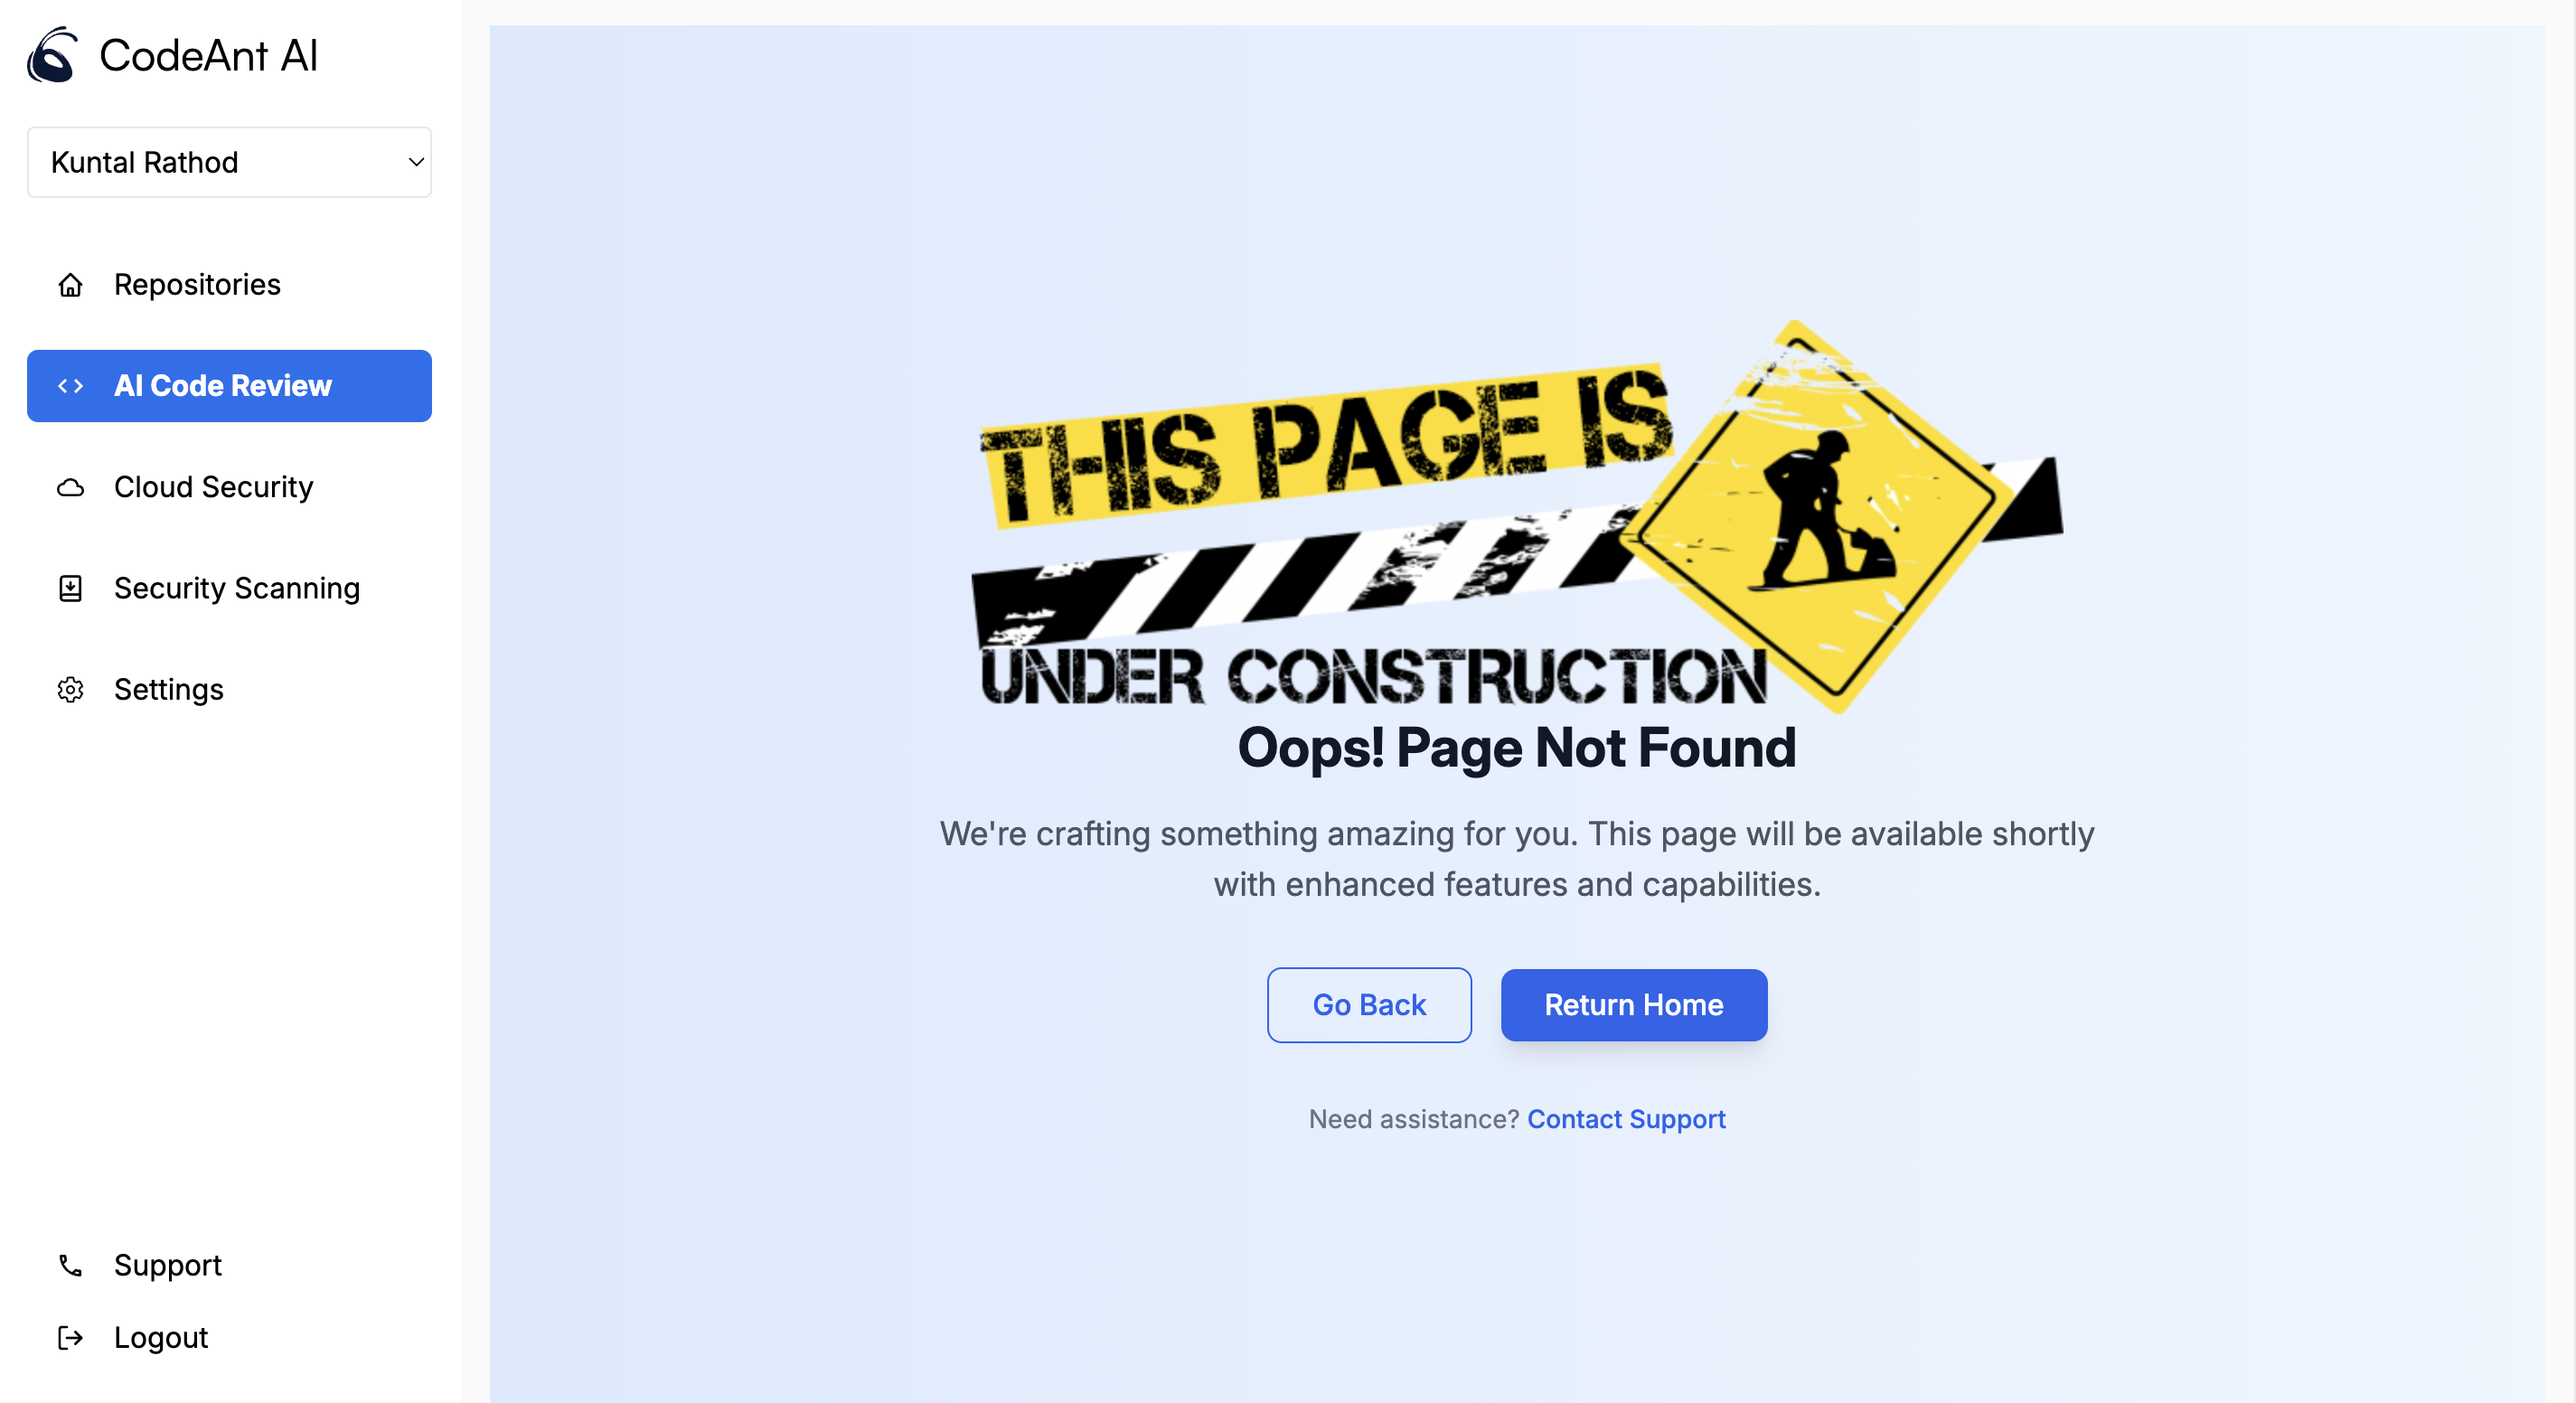 CodeAnt AI
Kuntal Rathod
Repositories
AI Code Review
Cloud Security
Security Scanning
Settings
Support
Logout
THIS PAGE IS
UNDER CONSTRUCTION
Oops! Page Not Found
We're crafting something amazing for you. This page will be available shortly
with enhanced features and capabilities.
Go Back
Return Home
Need assistance? Contact Support